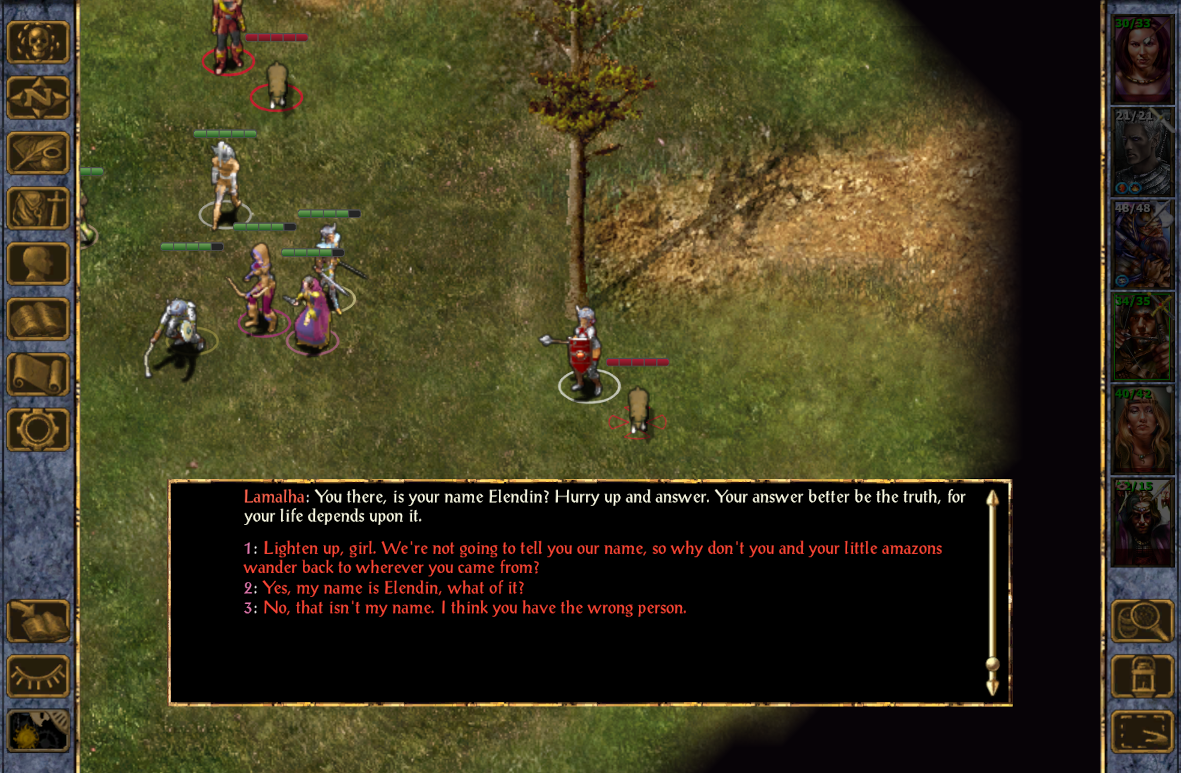 30/33
21/21
48/48
34/35
40/42
Lamalha: You there, is your name Elendin? Hurry up and answer. Your answer better be the truth, for
your life depends upon it.
1: Lighten up, girl. We're not going to tell you our name, so why don't you and your little amazons
wander back to wherever you came from?
2: Yes, my name is Elendin, what of it?
3: No, that isn't my name. I think you have the wrong person.